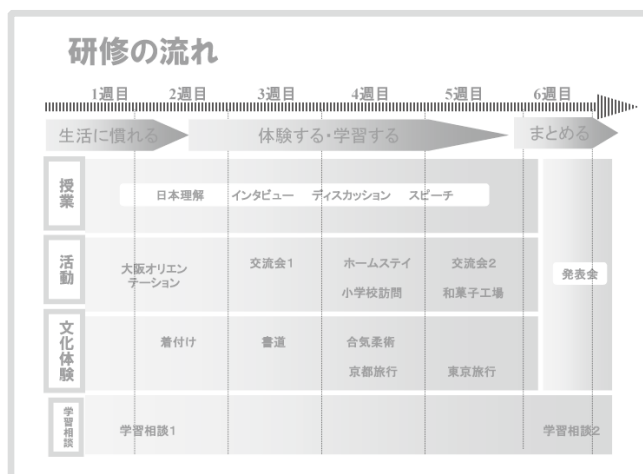 研修の流れ
1週目 2週目 3週目 4週目 5週目 6週目
生活に慣れる 体験する・学習する まとめる
授業
日本理解 インタビュー ディスカッション スピーチ
活動
大阪オリエン
テーション
交流会1 ホームステイ 交流会2
小学校訪問 和菓子工場
発表会
文化体験
着付け 書道 合気柔術
京都旅行 東京旅行
学習相談
学習相談1 学習相談2